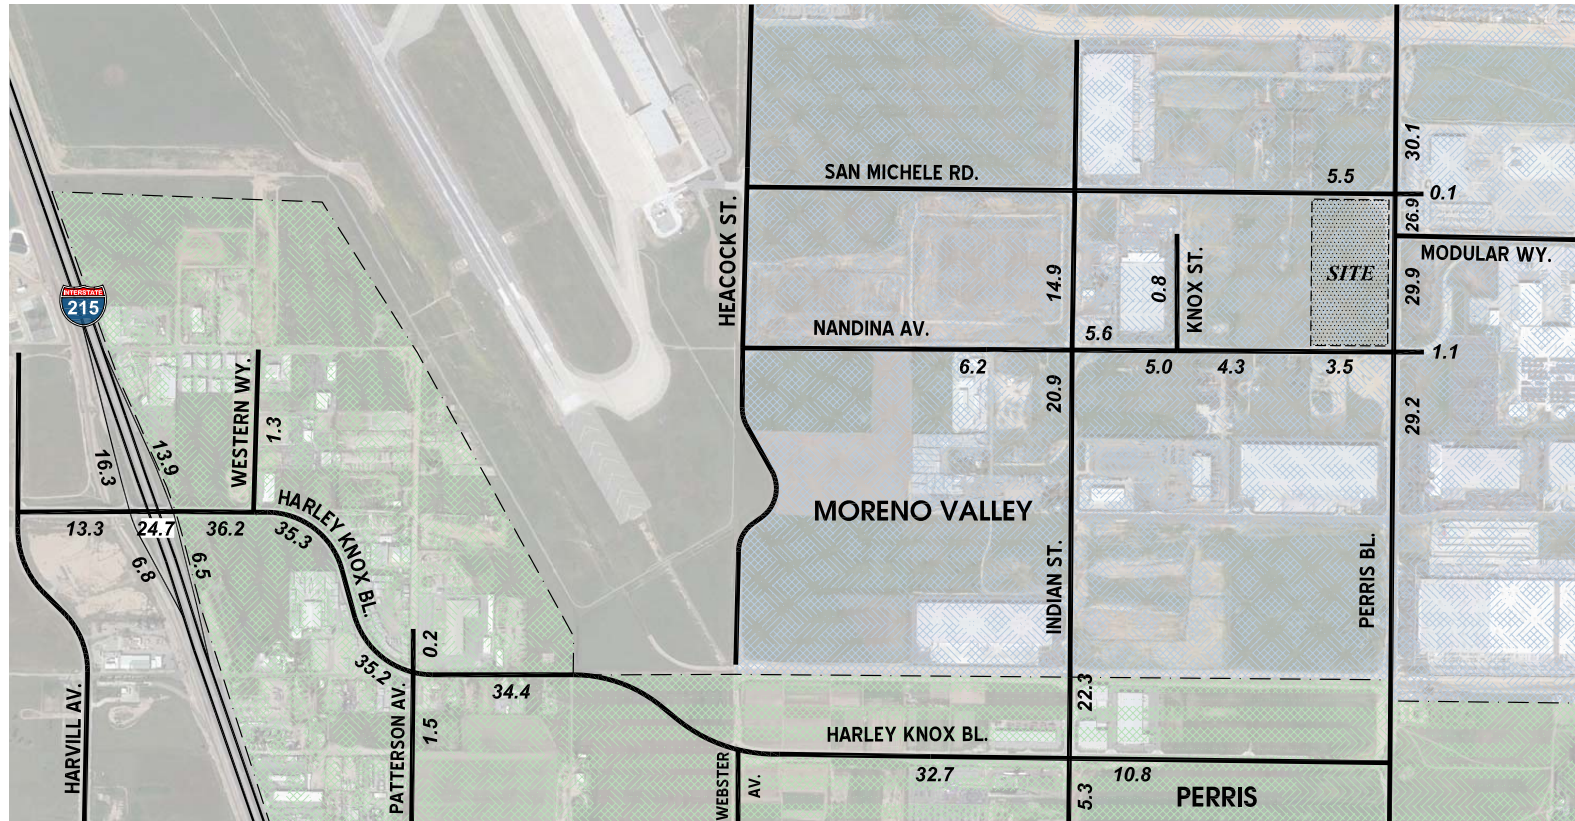 30.1
SAN MICHELE RD.
5.5
0.1
HEACOCK ST.
26.9
MODULAR WY.
SITE
INTERSTATE
215
14.9
0.8
KNOX ST.
29.9
NANDINA AV.
5.6
1.1
6.2
5.0
4.3
3.5
WESTERN WY.
1.3
20.9
29.2
16.3
13.9
HARLEY KNOX BL.
MORENO VALLEY
13.3
24.7
36.2
35.3
6.8
6.5
INDIAN ST.
PERRIS BL.
0.2
35.2
34.4
22.3
HARVILL AV.
PATTERSON AV.
1.5
HARLEY KNOX BL.
WEBSTER
AV.
32.7
10.8
5.3
PERRIS